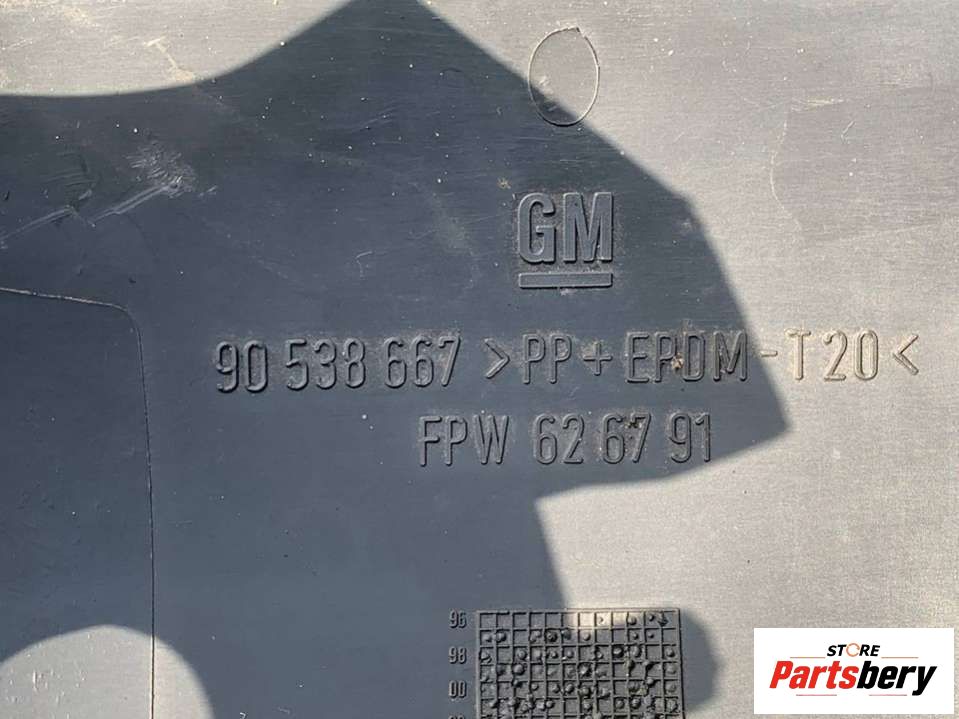 GM
90 538 667 >PP+EPDM-T20<
FPW 62 67 91
96
98
00
STORE
Partsbery